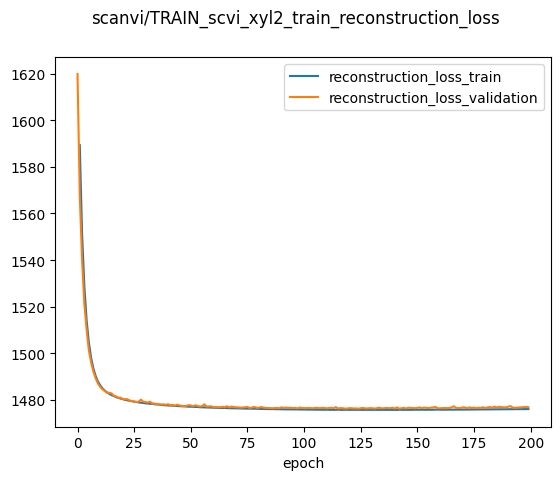 scanvi/TRAIN_scvi_xyl2_train_reconstruction_loss
reconstruction_loss_train
reconstruction_loss_validation
1620
1600
1580
1560
1540
1520
1500
1480
0 25 50 75 100 125 150 175 200
epoch